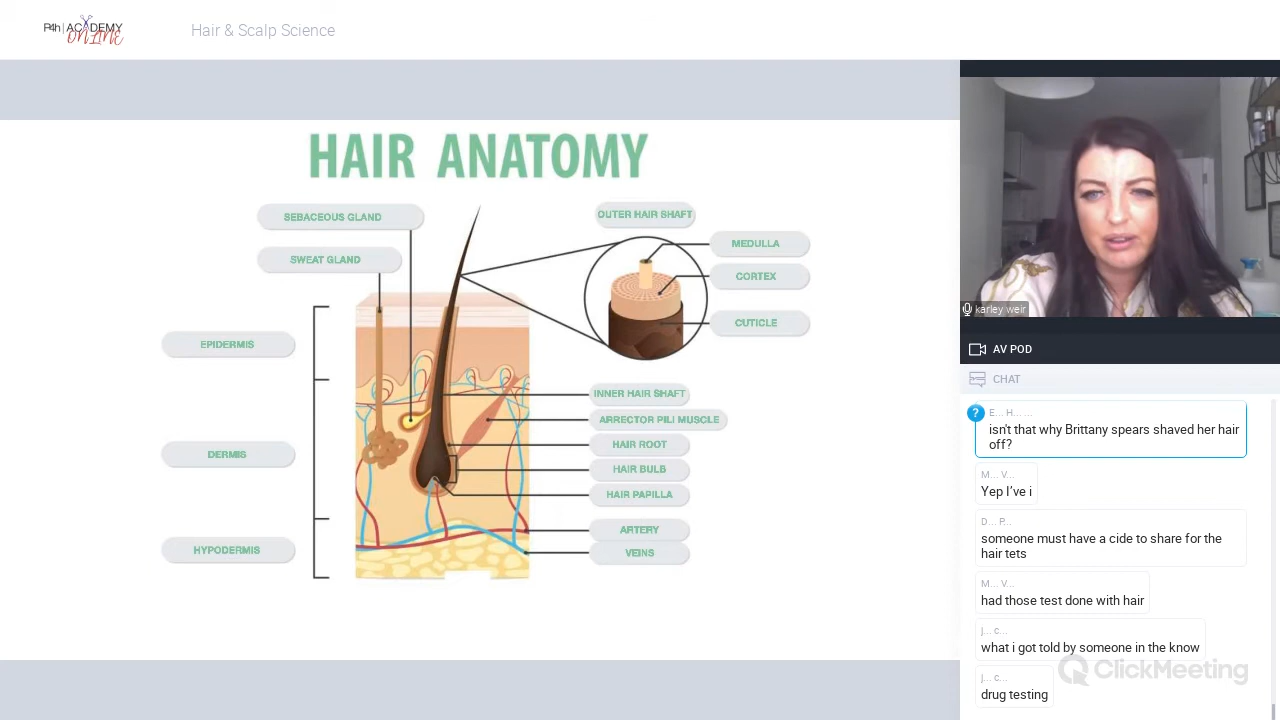 P4h | ACADEMY
ONLINE
Hair & Scalp Science
HAIR ANATOMY
SEBACEOUS GLAND
SWEAT GLAND
OUTER HAIR SHAFT
MEDULLA
CORTEX
CUTICLE
EPIDERMIS
DERMIS
HYPODERMIS
INNER HAIR SHAFT
ARRECTOR PILI MUSCLE
HAIR ROOT
HAIR BULB
HAIR PAPILLA
ARTERY
VEINS
karley weir
AV POD
CHAT
?
E... H... ...
isn't that why Brittany spears shaved her hair
off?
M... V...
Yep I’ve i
D... P...
someone must have a cide to share for the
hair tets
M... V...
had those test done with hair
j... c...
what i got told by someone in the know
j... c...
drug testing
ClickMeeting